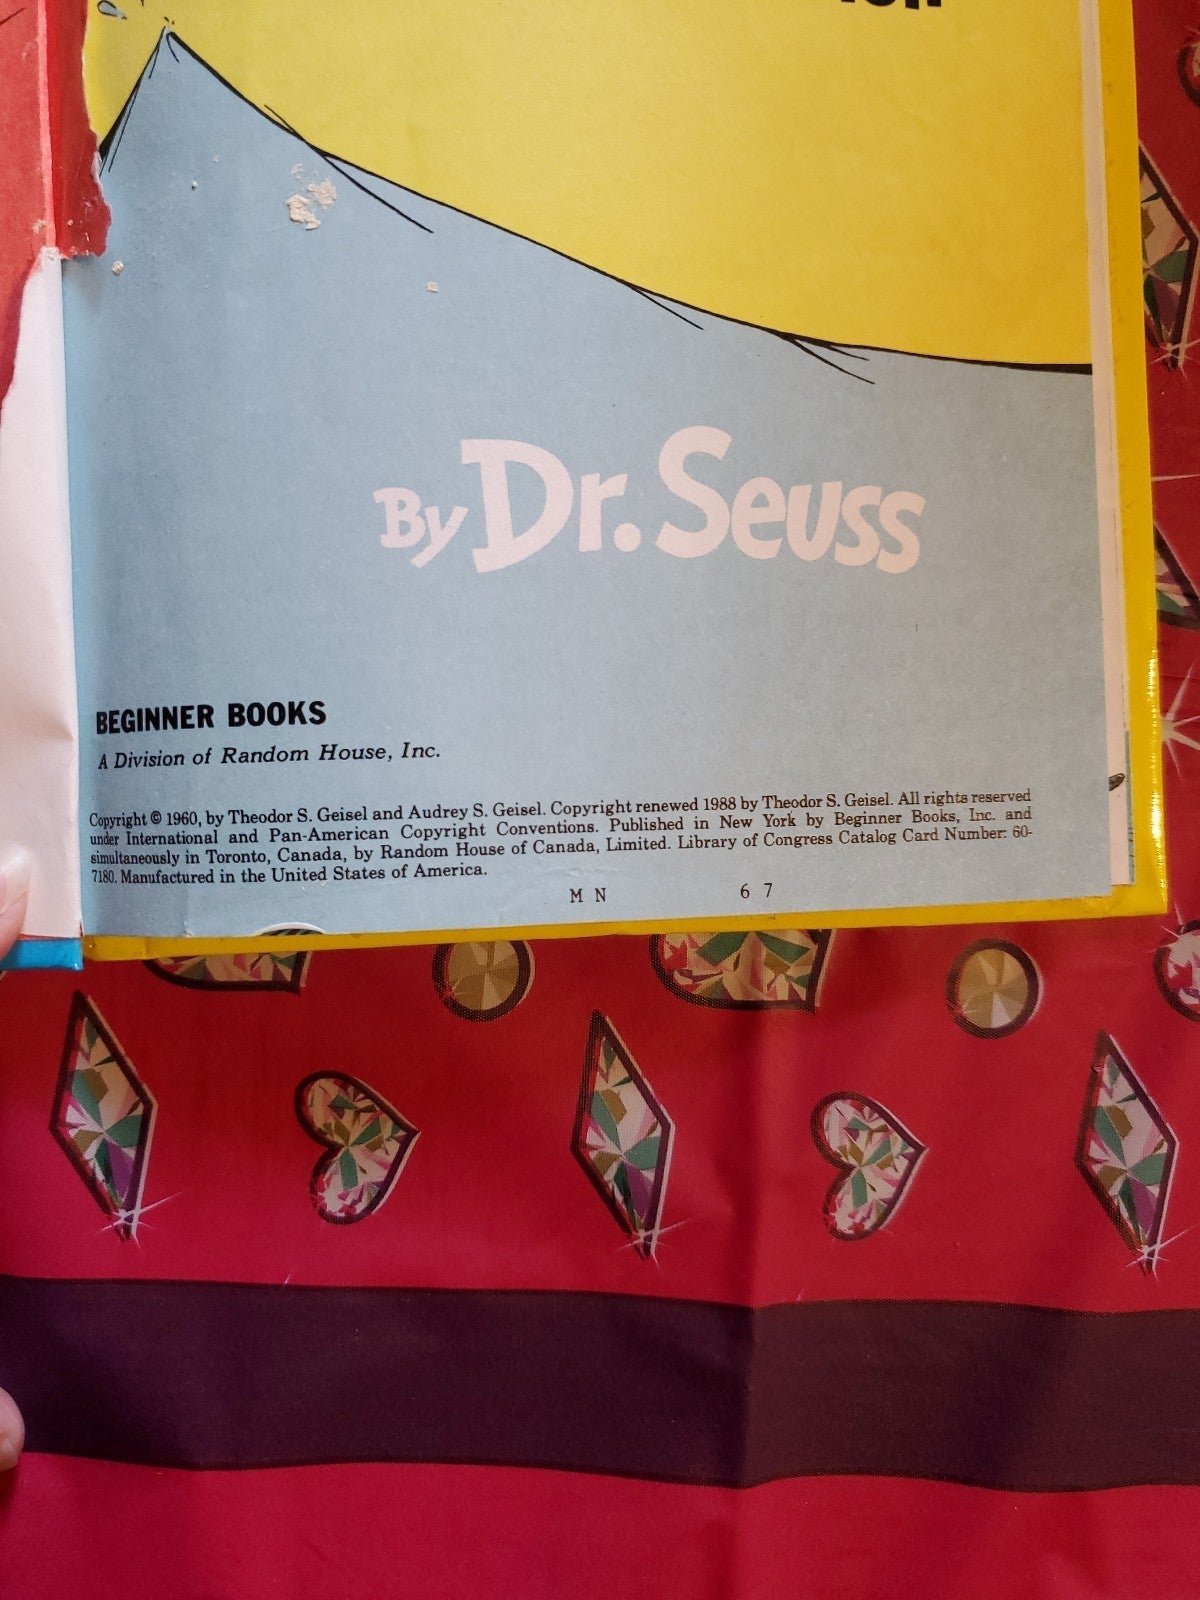 By Dr. Seuss
BEGINNER BOOKS
A Division of Random House, Inc.
Copyright © 1960, by Theodor S. Geisel and Audrey S. Geisel. Copyright renewed 1988 by Theodor S. Geisel. All rights reserved
under International and Pan-American Copyright Conventions. Published in New York by Beginner Books, Inc. and
simultaneously in Toronto, Canada, by Random House of Canada, Limited. Library of Congress Catalog Card Number: 60-
7180. Manufactured in the United States of America.
M N 6 7